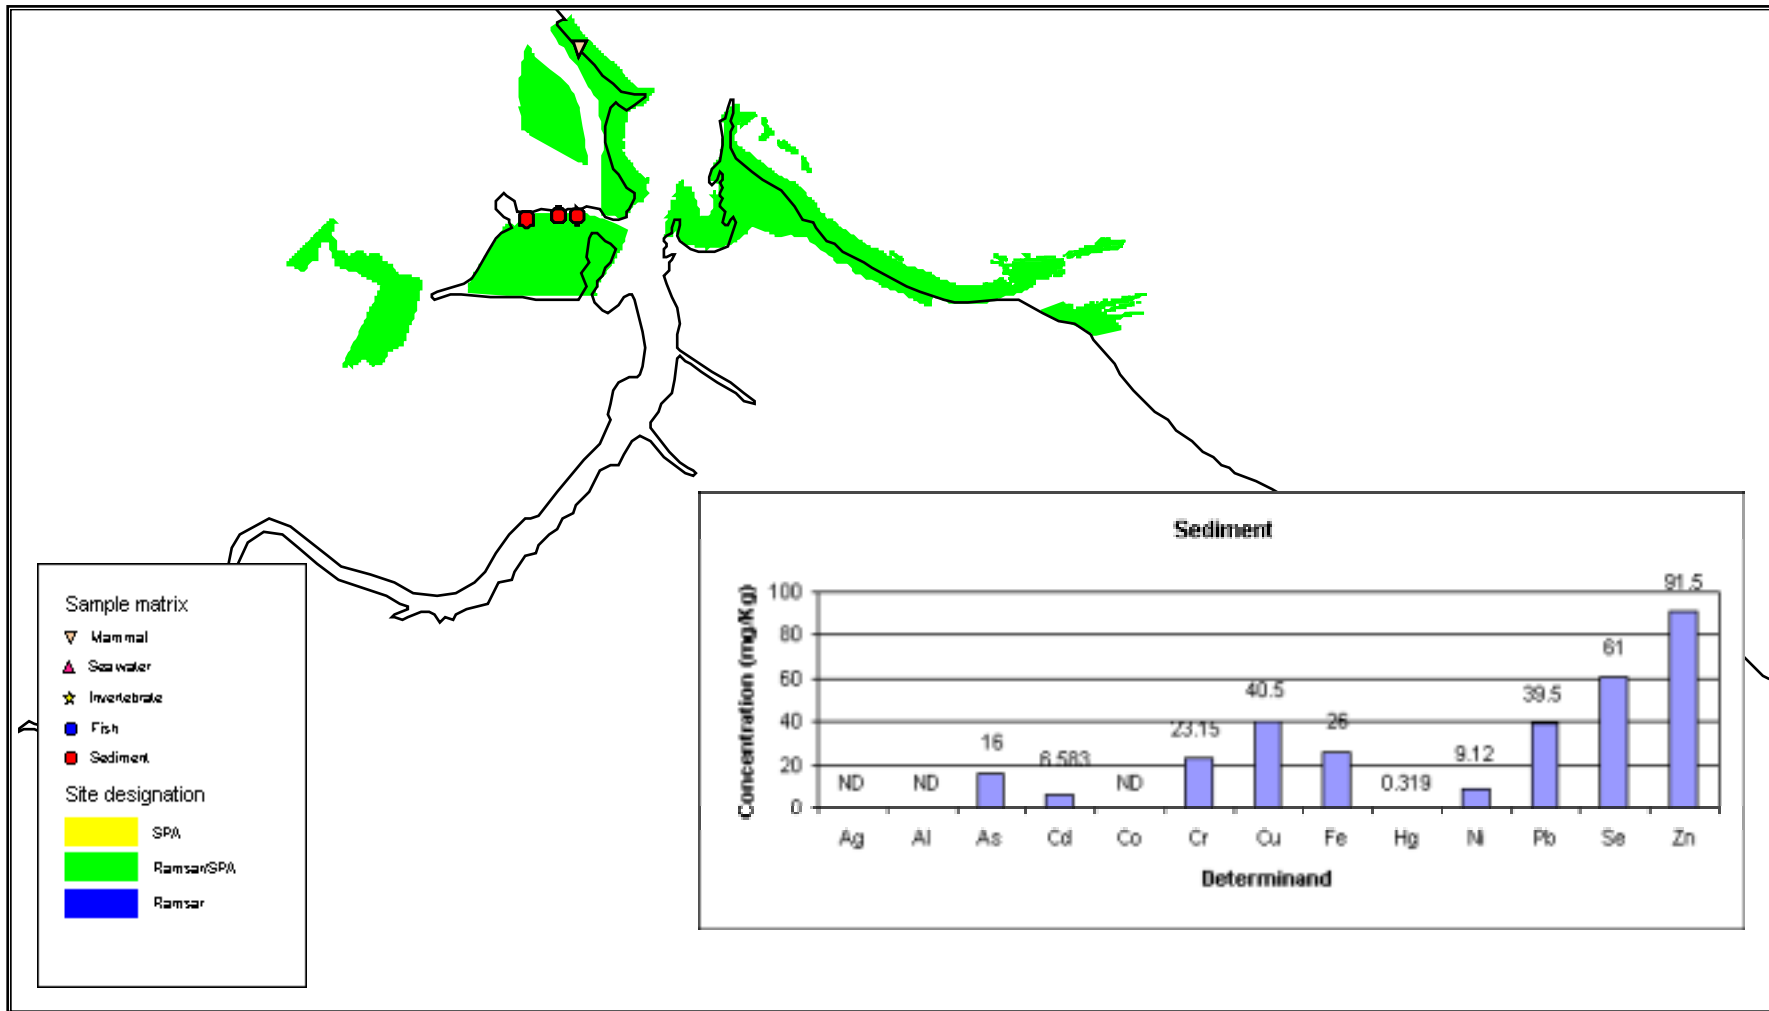 Sample matrix
Mammal
Seawater
Invertebrate
Fish
Sediment
Site designation
SPA
Ramsar/SPA
Ramsar
Sediment
Concentration (mg/Kg)
100
80
60
40
20
0
ND
ND
16
6.583
ND
23.15
40.5
26
0.319
9.12
39.5
61
91.5
Ag Al As Cd Co Cr Cu Fe Hg Ni Pb Se Zn
Determinand